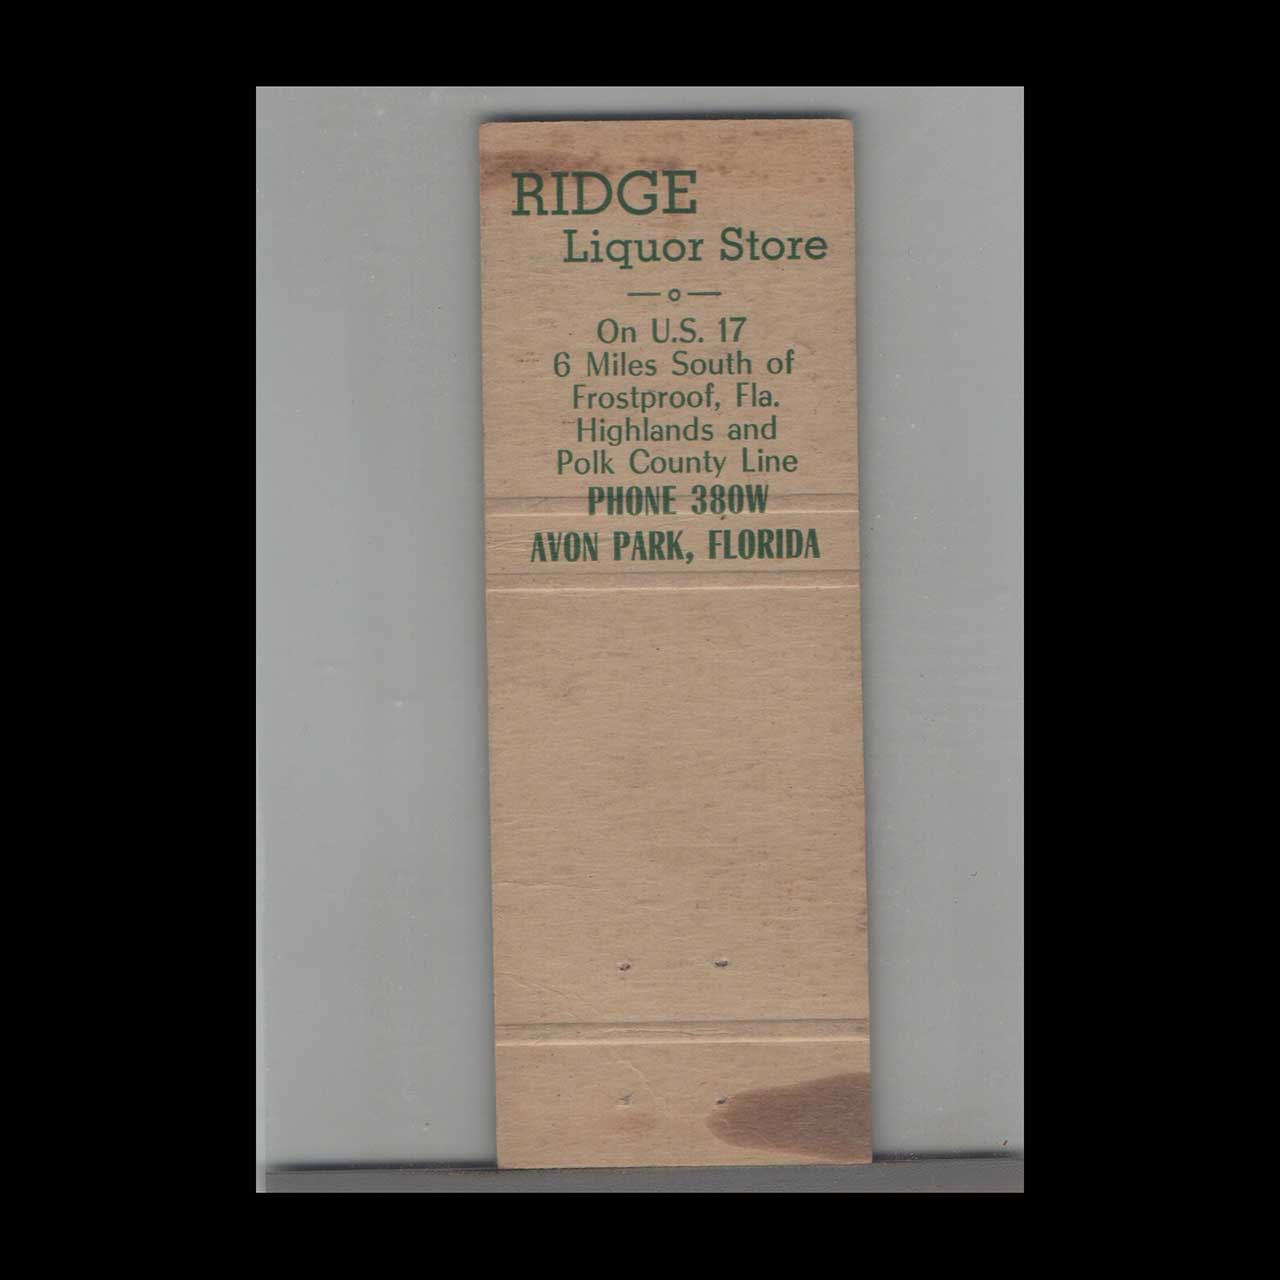 RIDGE
Liquor Store
On U.S. 17
6 Miles South of
Frostproof, Fla.
Highlands and
Polk County Line
PHONE 380W
AVON PARK, FLORIDA